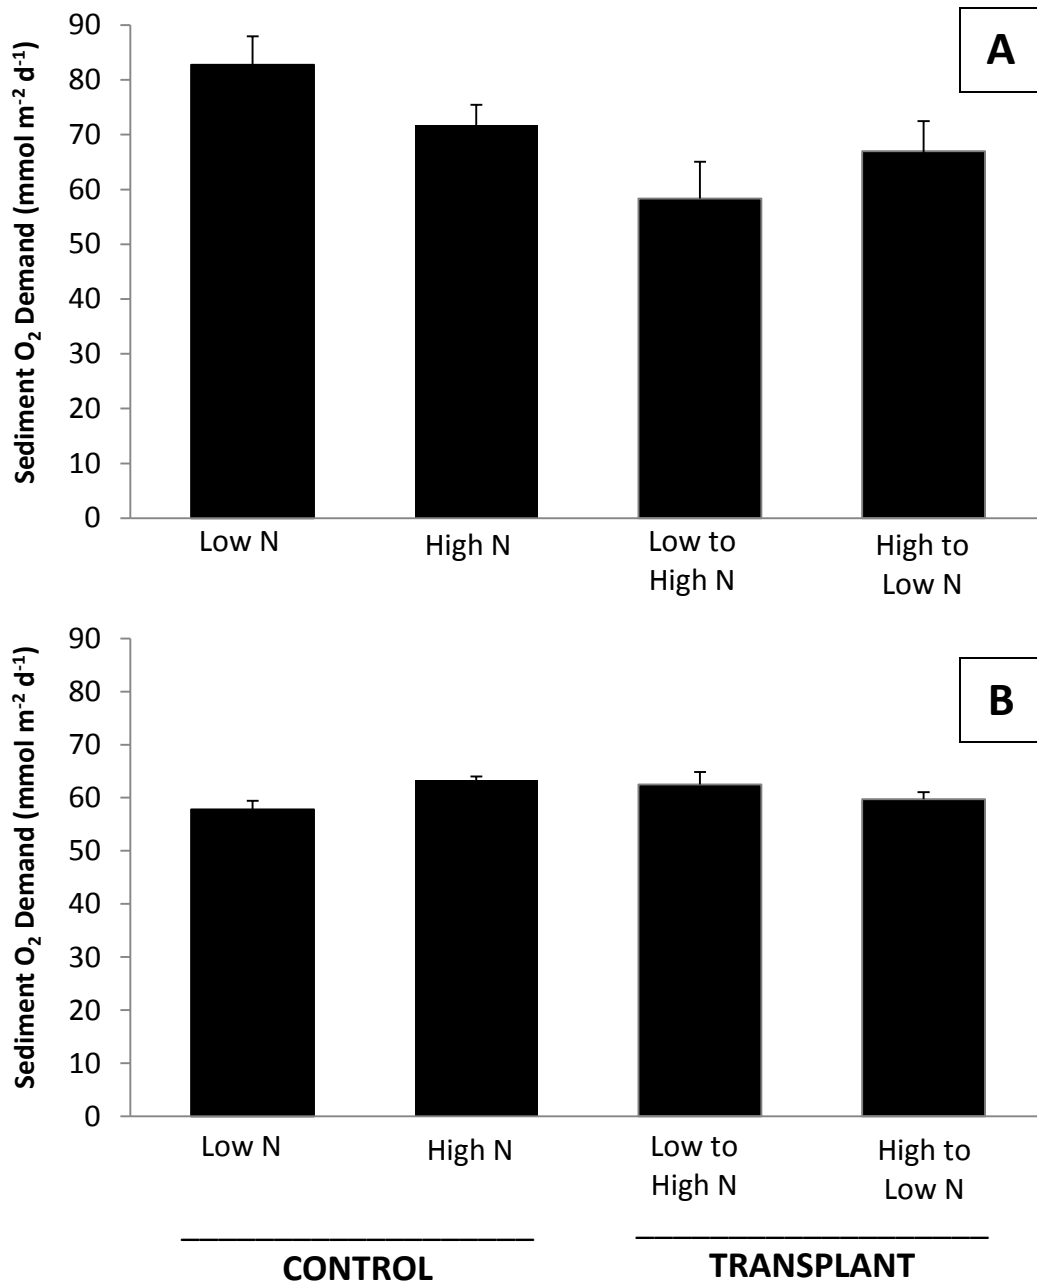 Sediment O₂ Demand (mmol m⁻² d⁻¹)
90
80
70
60
50
40
30
20
10
0
A
Low N
High N
Low to
High N
High to
Low N
Sediment O₂ Demand (mmol m⁻² d⁻¹)
90
80
70
60
50
40
30
20
10
0
B
Low N
High N
Low to
High N
High to
Low N
CONTROL
TRANSPLANT